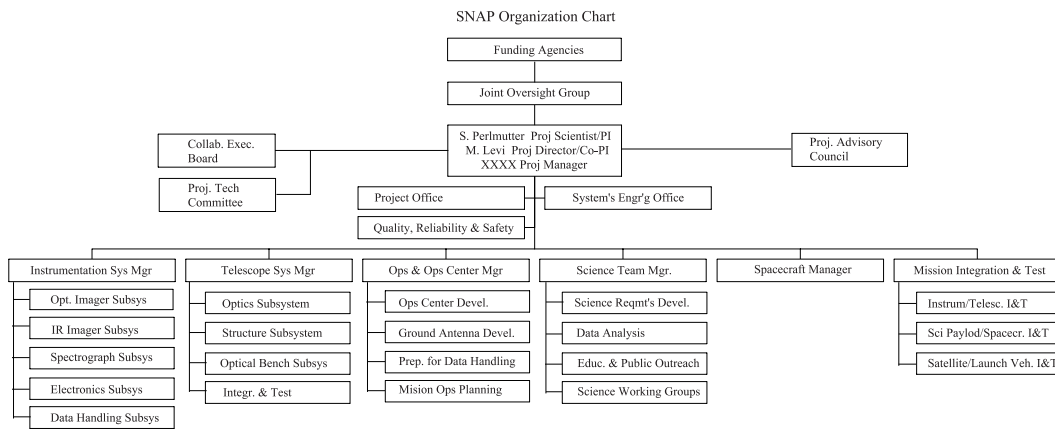 SNAP Organization Chart
Funding Agencies
Joint Oversight Group
S. Perlmutter Proj Scientist/PI
M. Levi Proj Director/Co-PI
XXXX Proj Manager
Collab. Exec.
Board
Proj. Advisory
Council
Proj. Tech
Committee
Project Office
System's Engr'g Office
Quality, Reliability & Safety
Instrumentation Sys Mgr
Opt. Imager Subsys
IR Imager Subsys
Spectrograph Subsys
Electronics Subsys
Data Handling Subsys
Telescope Sys Mgr
Optics Subsystem
Structure Subsystem
Optical Bench Subsys
Integr. & Test
Ops & Ops Center Mgr
Ops Center Devel.
Ground Antenna Devel.
Prep. for Data Handling
Mision Ops Planning
Science Team Mgr.
Science Reqmt's Devel.
Data Analysis
Educ. & Public Outreach
Science Working Groups
Spacecraft Manager
Mission Integration & Test
Instrum/Telesc. I&T
Sci Paylod/Spacecr. I&T
Satellite/Launch Veh. I&T